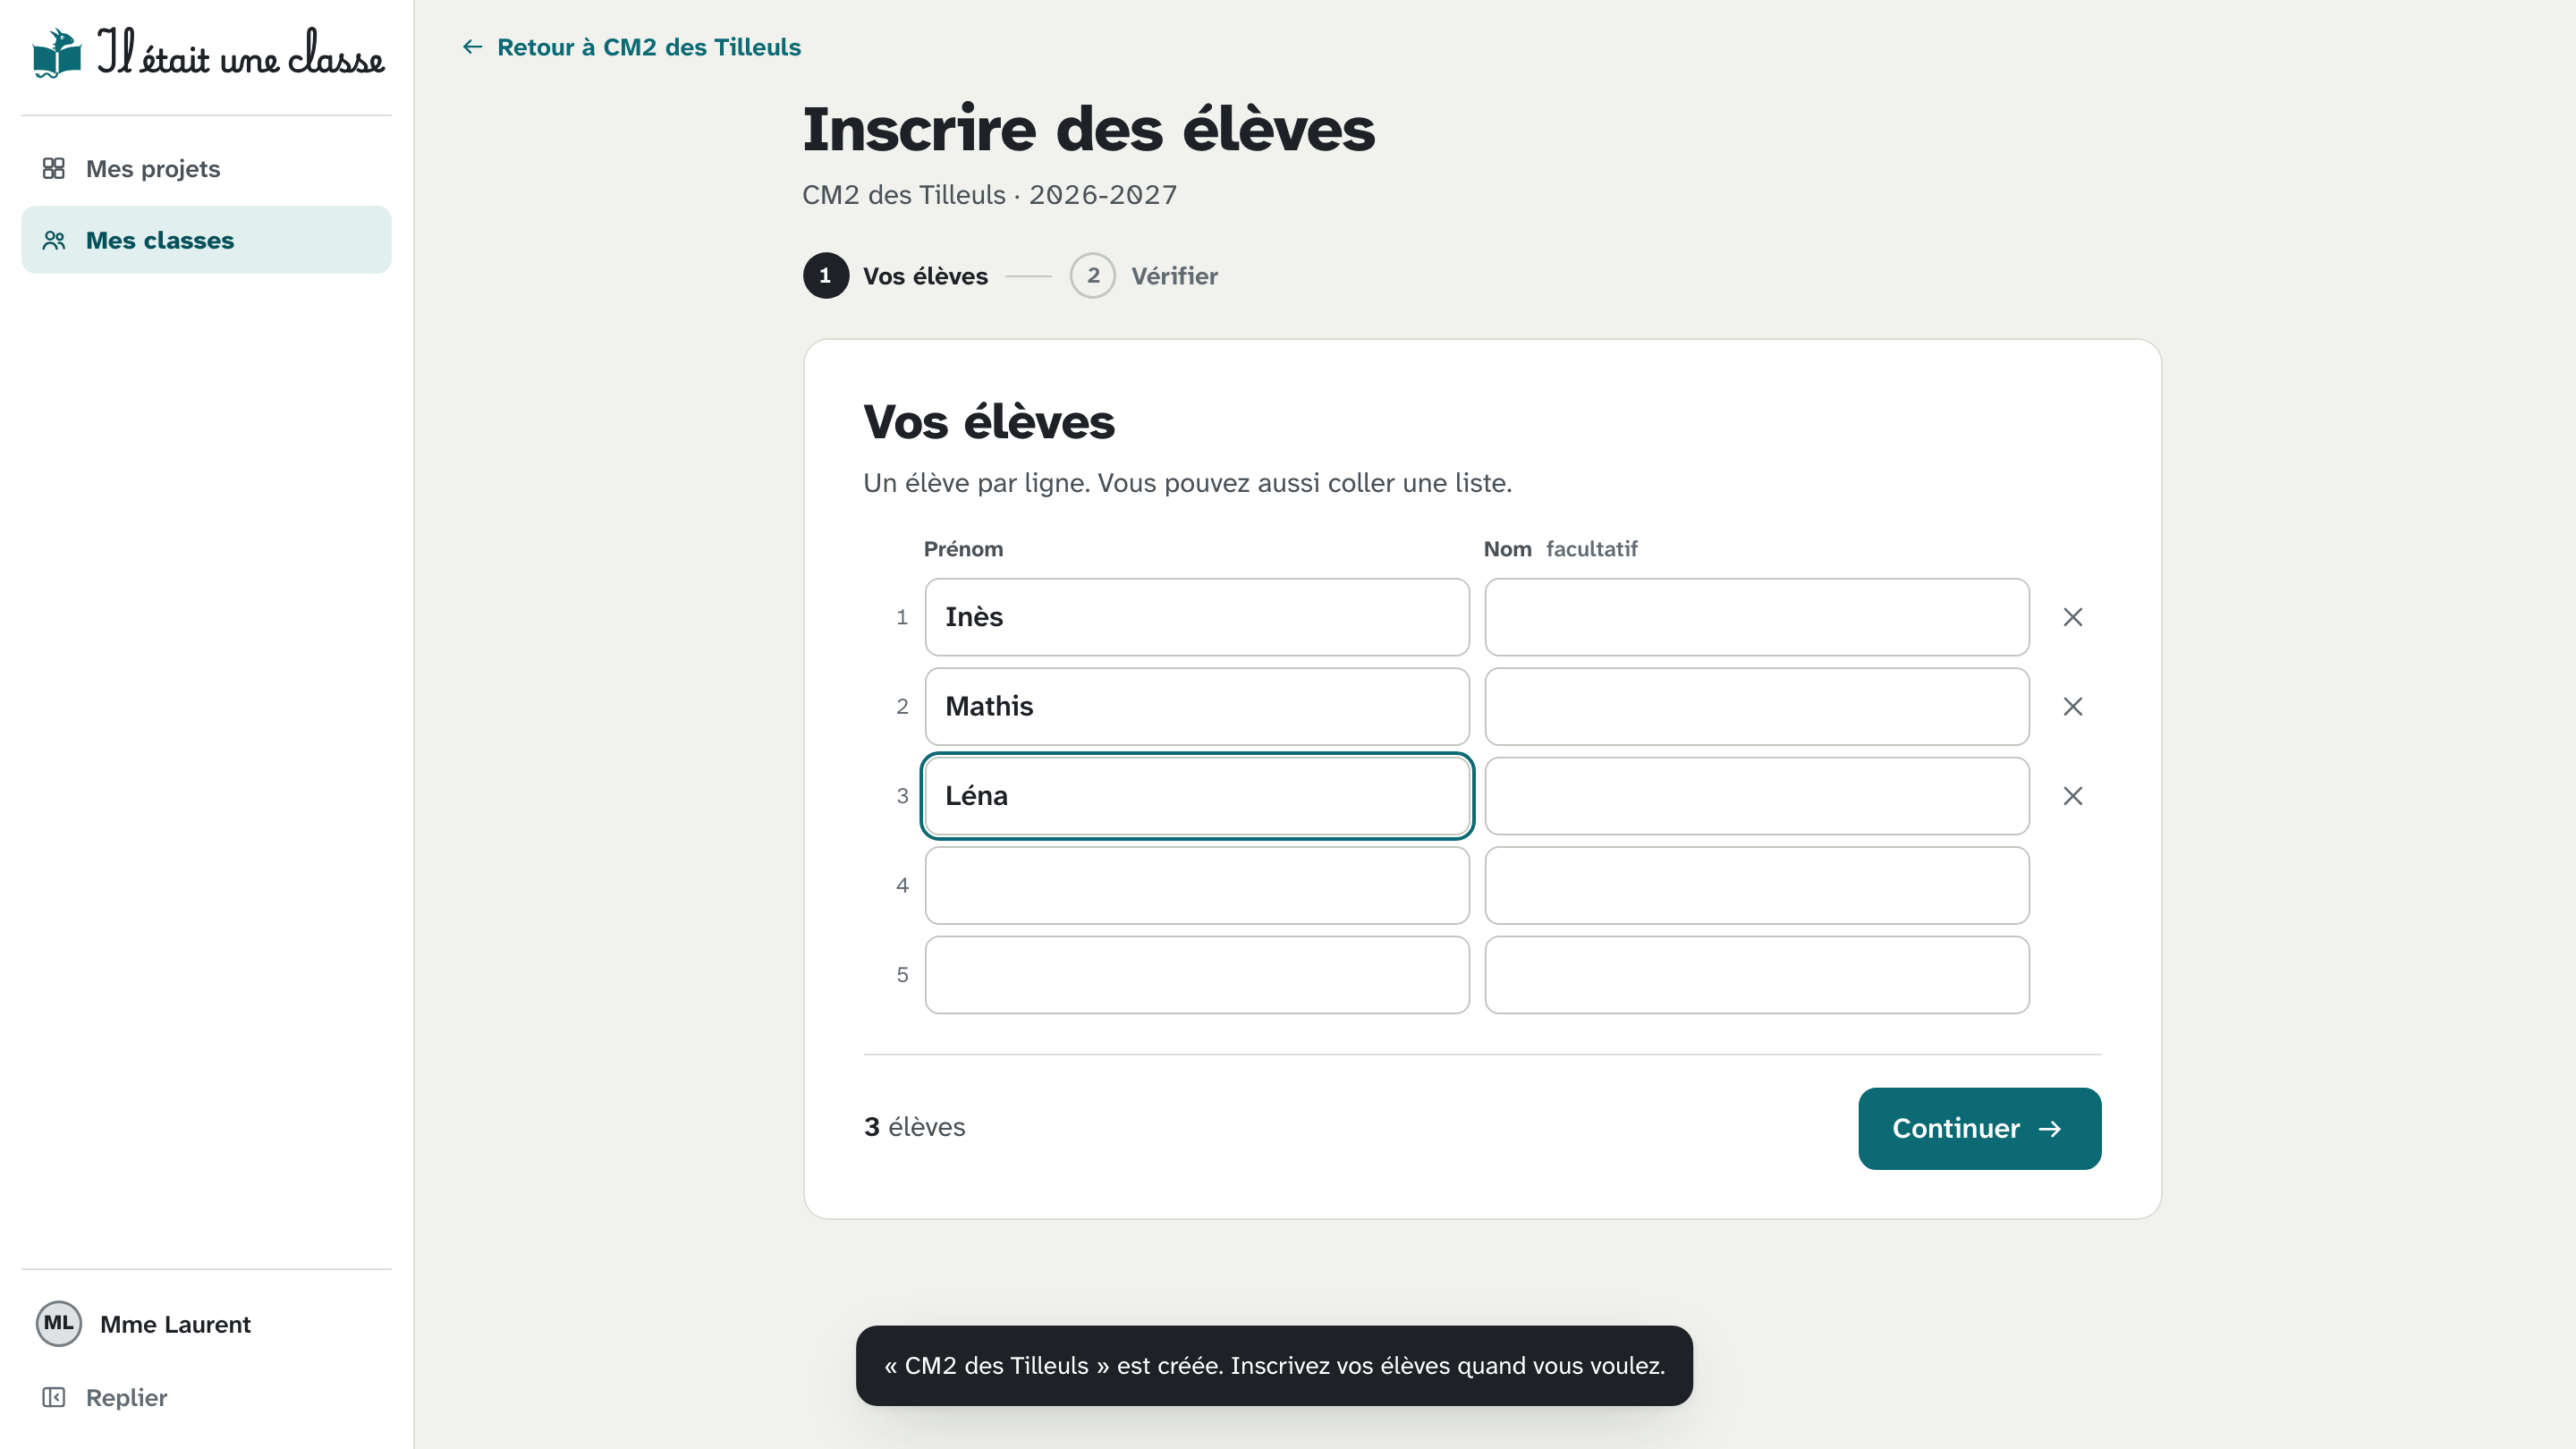 Il était une classe
Mes projets
Mes classes
Retour à CM2 des Tilleuls
Inscrire des élèves
CM2 des Tilleuls · 2026-2027
1 Vos élèves 2 Vérifier
Vos élèves
Un élève par ligne. Vous pouvez aussi coller une liste.
Prénom Nom facultatif
1 Inès
2 Mathis
3 Léna
4
5
3 élèves
Continuer
ML Mme Laurent
Replier
« CM2 des Tilleuls » est créée. Inscrivez vos élèves quand vous voulez.